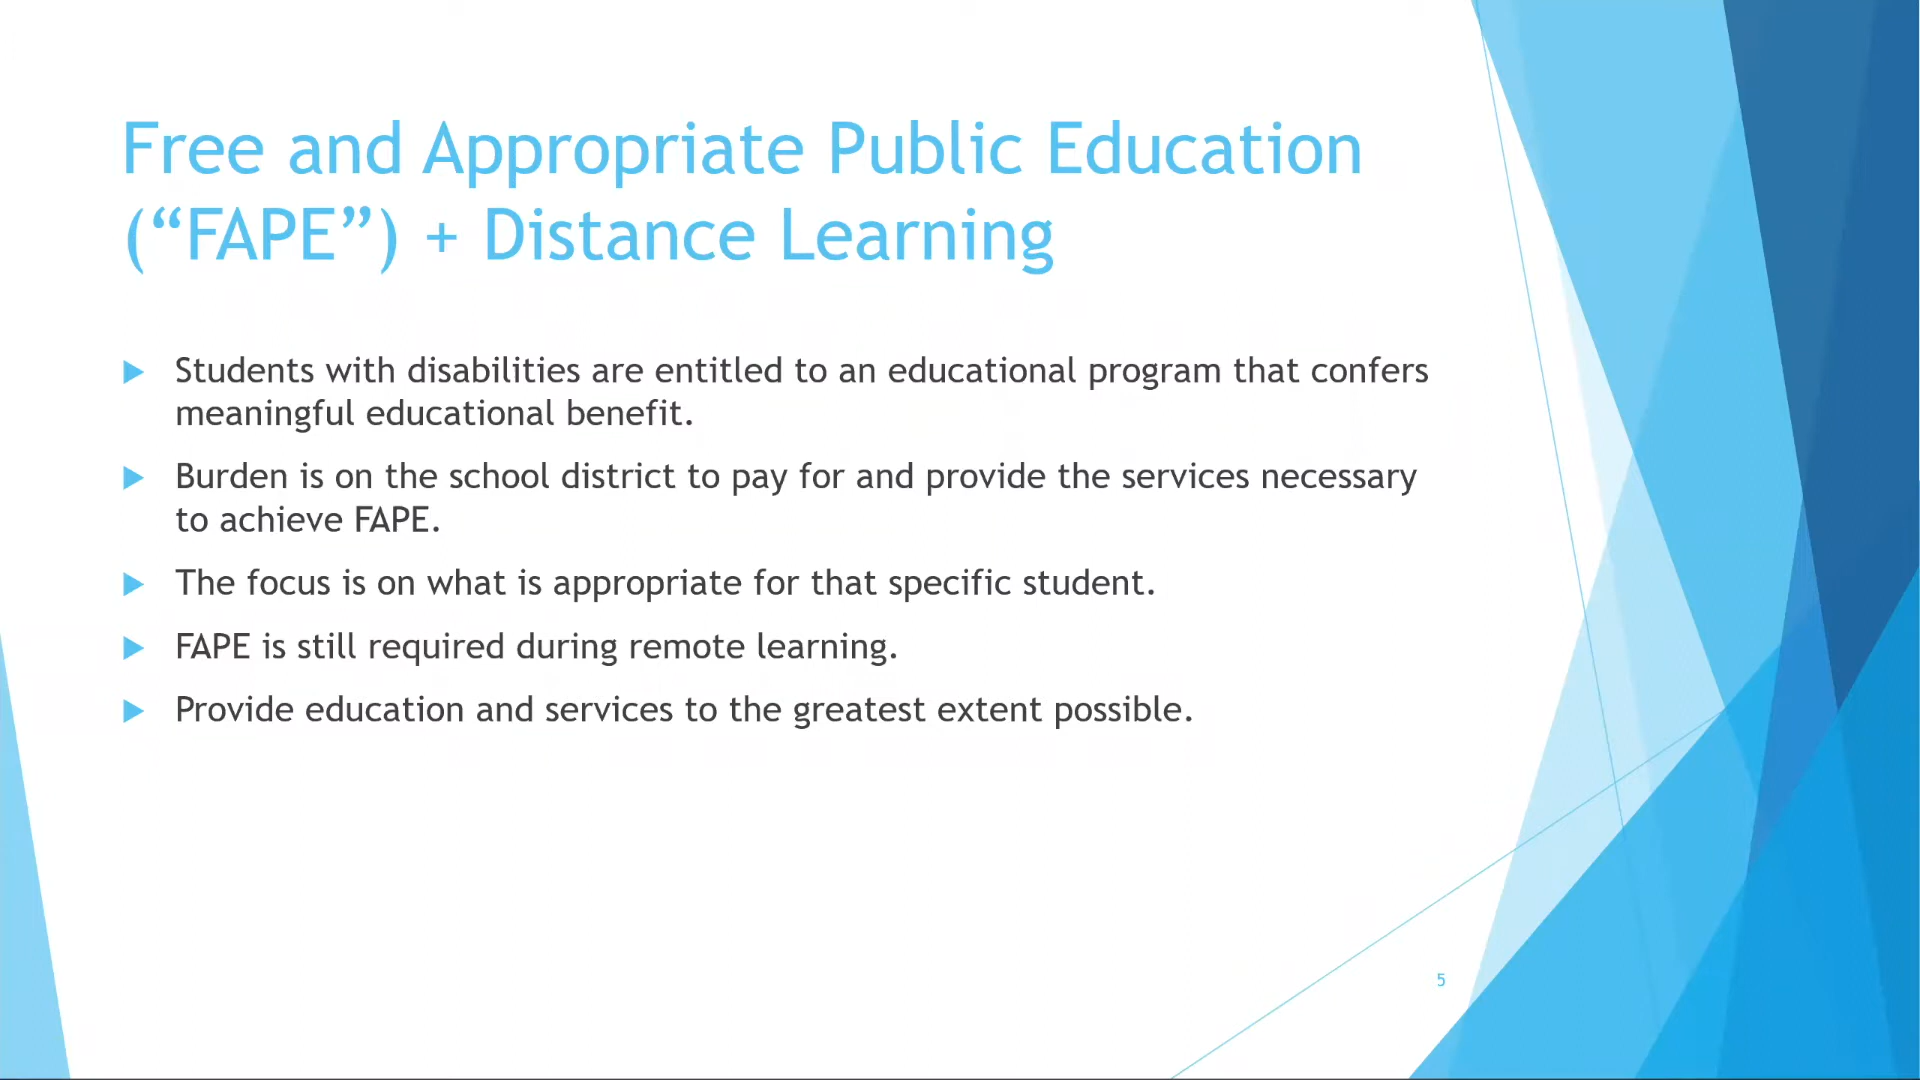 Free and Appropriate Public Education
(“FAPE”) + Distance Learning
Students with disabilities are entitled to an educational program that confers
meaningful educational benefit.
Burden is on the school district to pay for and provide the services necessary
to achieve FAPE.
The focus is on what is appropriate for that specific student.
FAPE is still required during remote learning.
Provide education and services to the greatest extent possible.
5